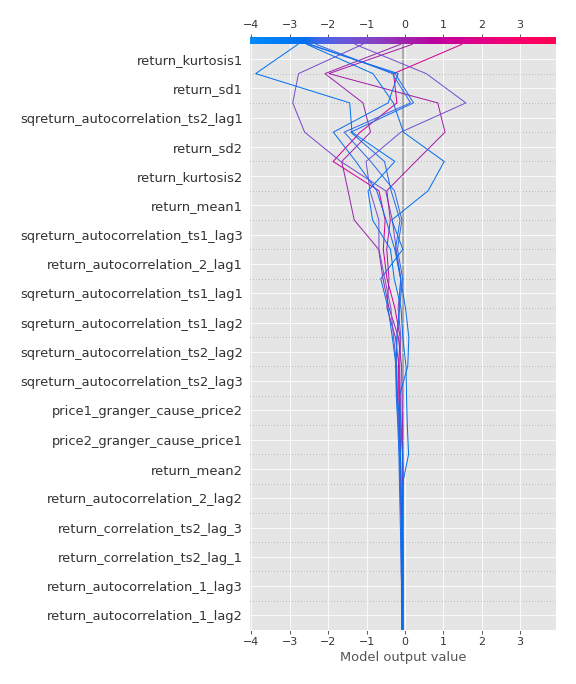 −4 −3 −2 −1 0 1 2 3
return_kurtosis1
return_sd1
sqreturn_autocorrelation_ts2_lag1
return_sd2
return_kurtosis2
return_mean1
sqreturn_autocorrelation_ts1_lag3
return_autocorrelation_2_lag1
sqreturn_autocorrelation_ts1_lag1
sqreturn_autocorrelation_ts1_lag2
sqreturn_autocorrelation_ts2_lag2
sqreturn_autocorrelation_ts2_lag3
price1_granger_cause_price2
price2_granger_cause_price1
return_mean2
return_autocorrelation_2_lag2
return_correlation_ts2_lag_3
return_correlation_ts2_lag_1
return_autocorrelation_1_lag3
return_autocorrelation_1_lag2
−4 −3 −2 −1 0 1 2 3
Model output value